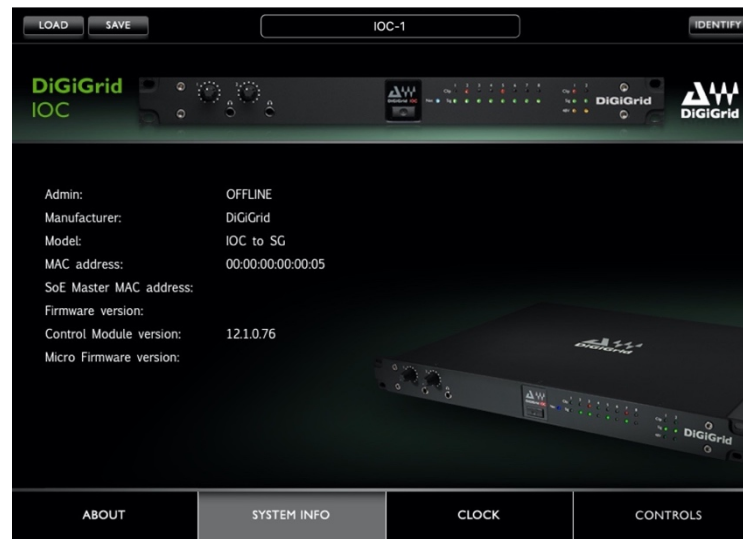 LOAD SAVE IOC-1 IDENTIFY
DiGiGrid
IOC
DiGiGrid
DiGiGrid
Admin: OFFLINE
Manufacturer: DiGiGrid
Model: IOC to SG
MAC address: 00:00:00:00:00:05
SoE Master MAC address:
Firmware version:
Control Module version: 12.1.0.76
Micro Firmware version:
DiGiGrid
DiGiGrid
ABOUT SYSTEM INFO CLOCK CONTROLS